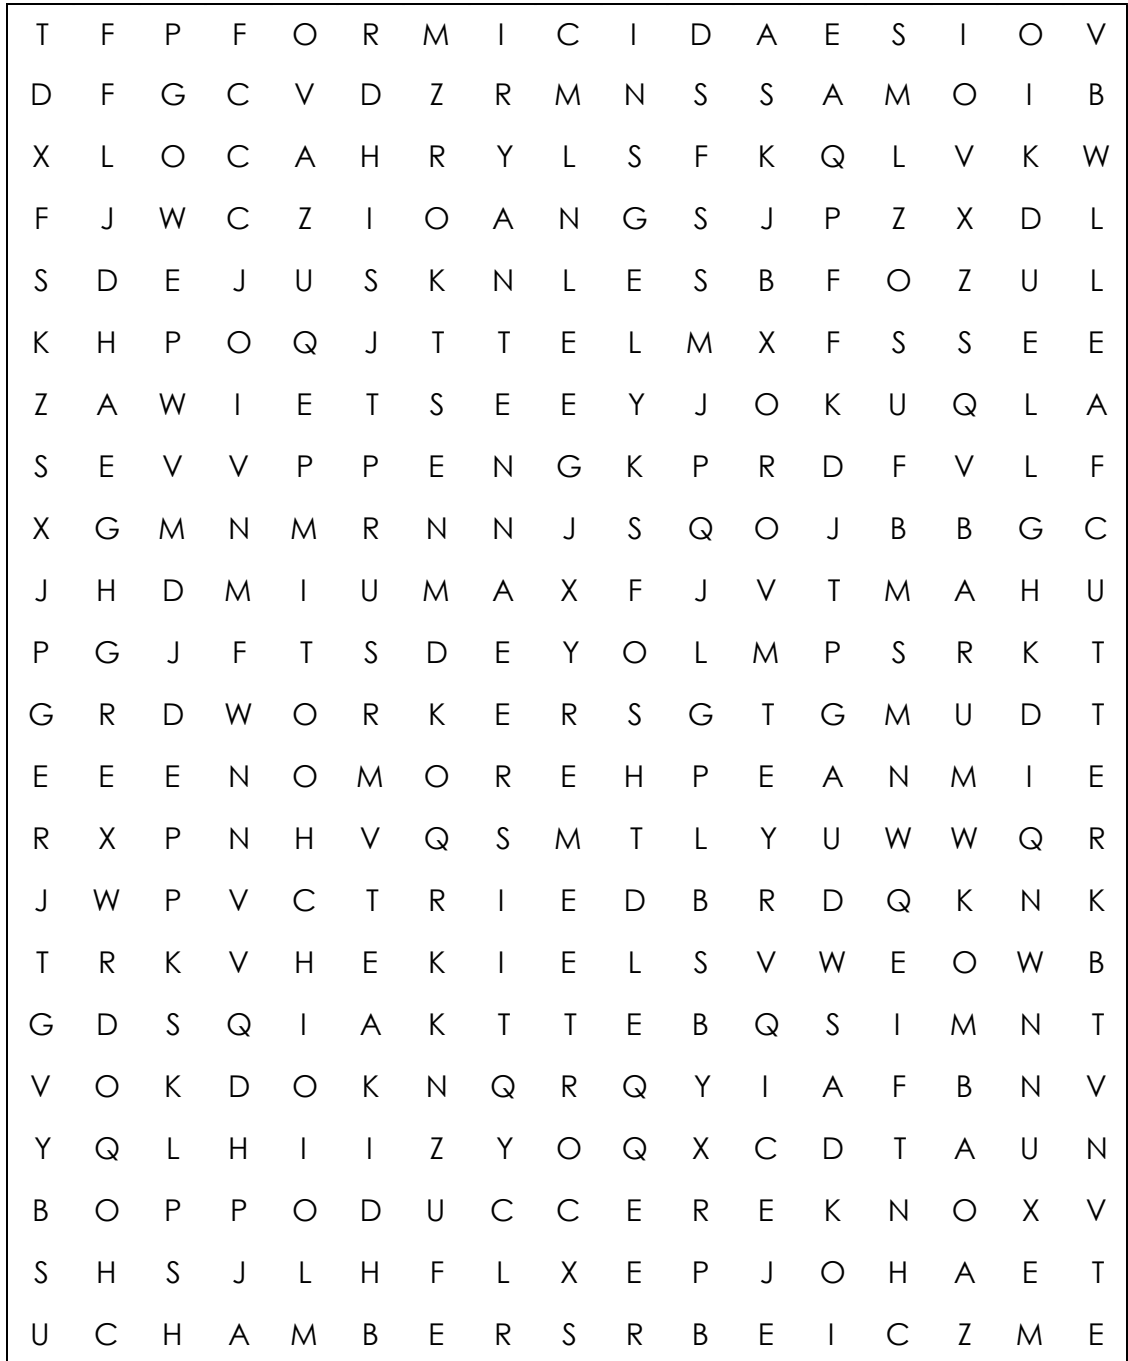 T F P F O R M I C I D A E S I O V
D F G C V D Z R M N S S A M O I B
X L O C A H R Y L S F K Q L V K W
F J W C Z I O A N G S J P Z X D L
S D E J U S K N L E S B F O Z U L
K H P O Q J T T E L M X F S S E E
Z A W I E T S E E Y J O K U Q L A
S E V V P P E N G K P R D F V L F
X G M N M R N N J S Q O J B B G C
J H D M I U M A X F J V T M A H U
P G J F T S D E Y O L M P S R K T
G R D W O R K E R S G T G M U D T
E E E N O M O R E H P E A N M I E
R X P N H V Q S M T L Y U W W Q R
J W P V C T R I E D B R D Q K N K
T R K V H E K I E L S V W E O W B
G D S Q I A K T T E B Q S I M N T
V O K D O K N Q R Q Y I A F B N V
Y Q L H I I Z Y O Q X C D T A U N
B O P P O D U C C E R E K N O X V
S H S J L H F L X E P J O H A E T
U C H A M B E R S R B E I C Z M E